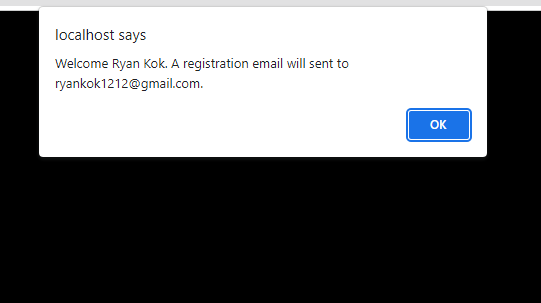 localhost says
Welcome Ryan Kok. A registration email will sent to
ryankok1212@gmail.com.
OK